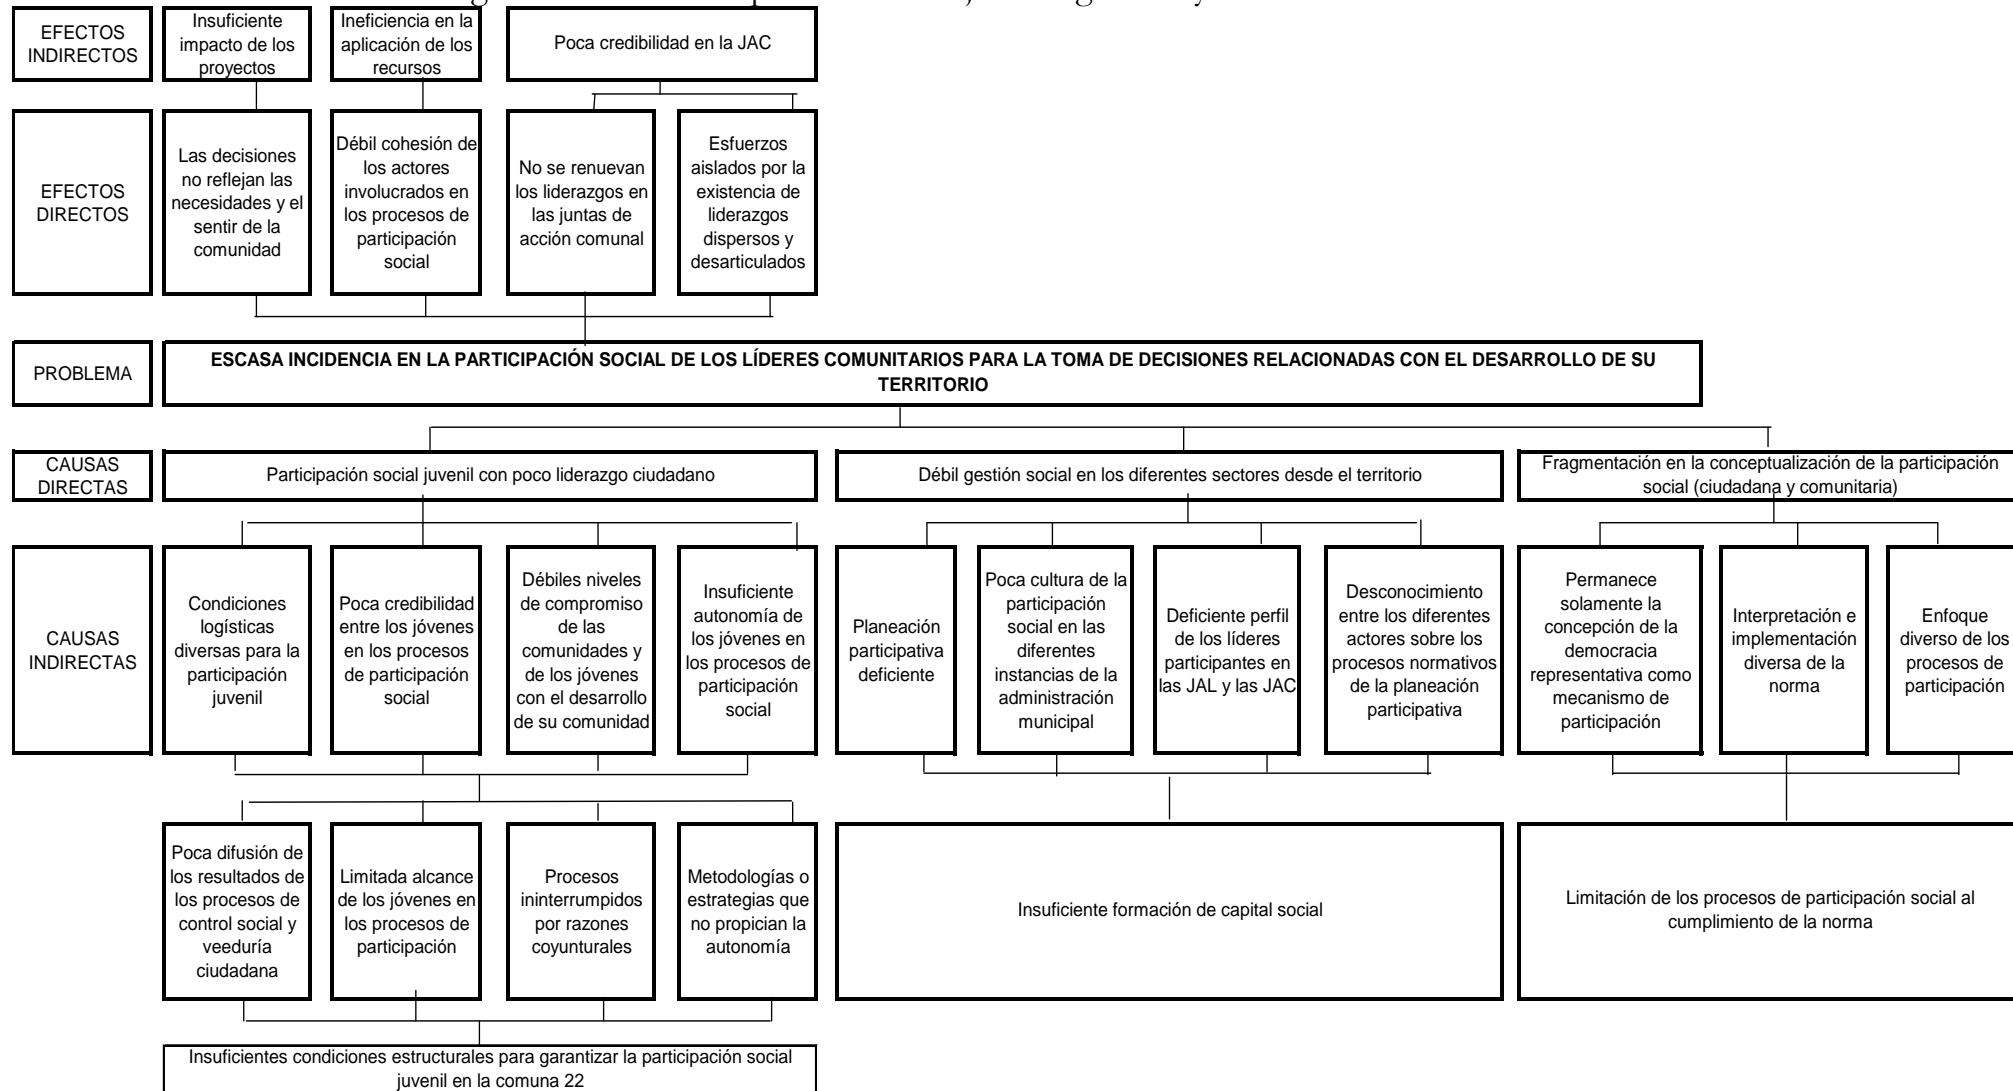 EFECTOS
INDIRECTOS
Insuficiente
impacto de los
proyectos
Ineficiencia en la
aplicación de los
recursos
Poca credibilidad en la JAC
EFECTOS
DIRECTOS
Las decisiones
no reflejan las
necesidades y el
sentir de la
comunidad
Débil cohesión de
los actores
involucrados en
los procesos de
participación
social
No se renuevan
los liderazgos en
las juntas de
acción comunal
Esfuerzos
aislados por la
existencia de
liderazgos
dispersos y
desarticulados
PROBLEMA
ESCASA INCIDENCIA EN LA PARTICIPACIÓN SOCIAL DE LOS LÍDERES COMUNITARIOS PARA LA TOMA DE DECISIONES RELACIONADAS CON EL DESARROLLO DE SU
TERRITORIO
CAUSAS
DIRECTAS
Participación social juvenil con poco liderazgo ciudadano
Débil gestión social en los diferentes sectores desde el territorio
Fragmentación en la conceptualización de la participación
social (ciudadana y comunitaria)
CAUSAS
INDIRECTAS
Condiciones
logísticas
diversas para la
participación
juvenil
Poca credibilidad
entre los jóvenes
en los procesos
de participación
social
Débiles niveles
de compromiso
de las
comunidades y
de los jóvenes
con el desarrollo
de su comunidad
Insuficiente
autonomía de
los jóvenes en
los procesos de
participación
social
Planeación
participativa
deficiente
Poca cultura de la
participación
social en las
diferentes
instancias de la
administración
municipal
Deficiente perfil
de los líderes
participantes en
las JAL y las JAC
Desconocimiento
entre los diferentes
actores sobre los
procesos normativos
de la planeación
participativa
Permanece
solamente la
concepción de la
democracia
representativa como
mecanismo de
participación
Interpretación e
implementación
diversa de la
norma
Enfoque
diverso de los
procesos de
participación
Poca difusión de
los resultados de
los procesos de
control social y
veeduría
ciudadana
Limitada alcance
de los jóvenes en
los procesos de
participación
Procesos
ininterrumpidos
por razones
coyunturales
Metodologías o
estrategias que
no propician la
autonomía
Insuficiente formación de capital social
Limitación de los procesos de participación social al
cumplimiento de la norma
Insuficientes condiciones estructurales para garantizar la participación social
juvenil en la comuna 22